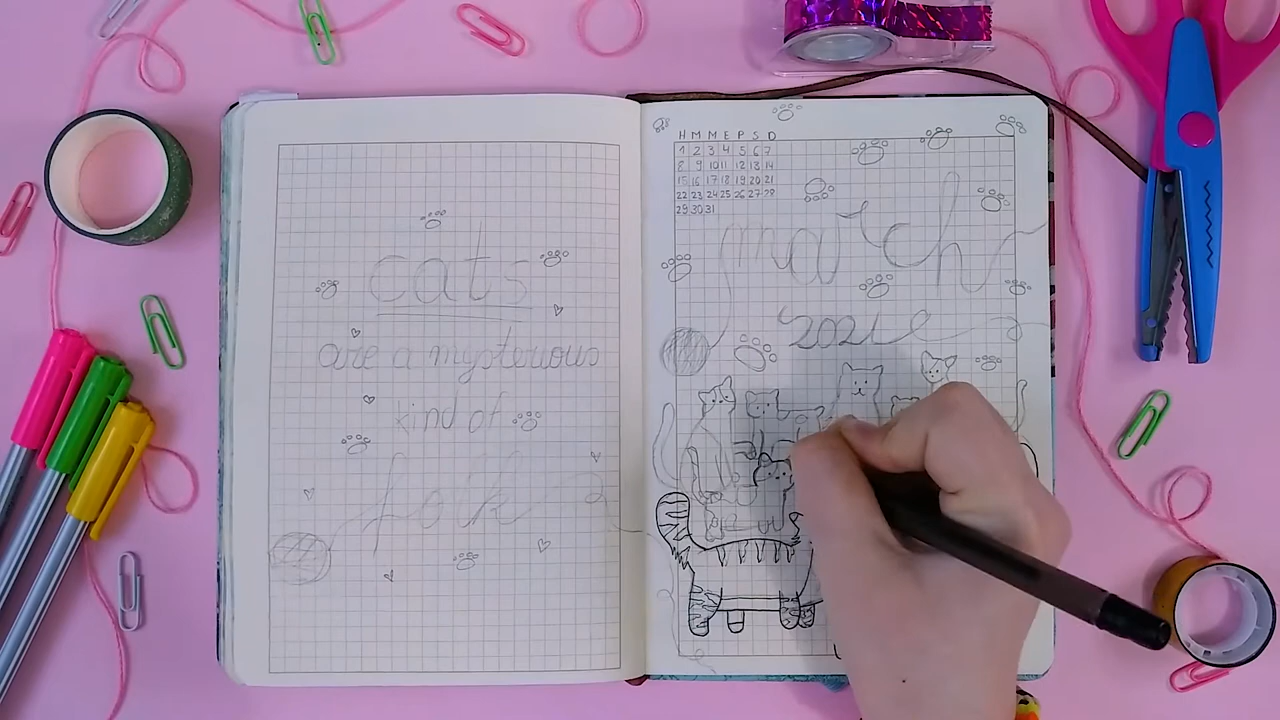 cats
are a mysterious
kind of
folk
H M M E P S D
1 2 3 4 5 6 7
8 9 10 11 12 13 14
15 16 17 18 19 20 21
22 23 24 25 26 27 28
29 30 31
march